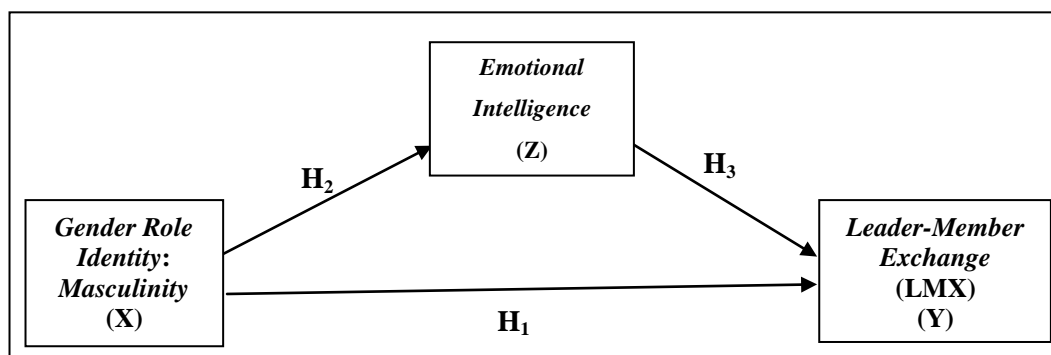 Emotional
Intelligence
(Z)
H₂
H₃
Gender Role
Identity:
Masculinity
(X)
Leader-Member
Exchange
(LMX)
(Y)
H₁